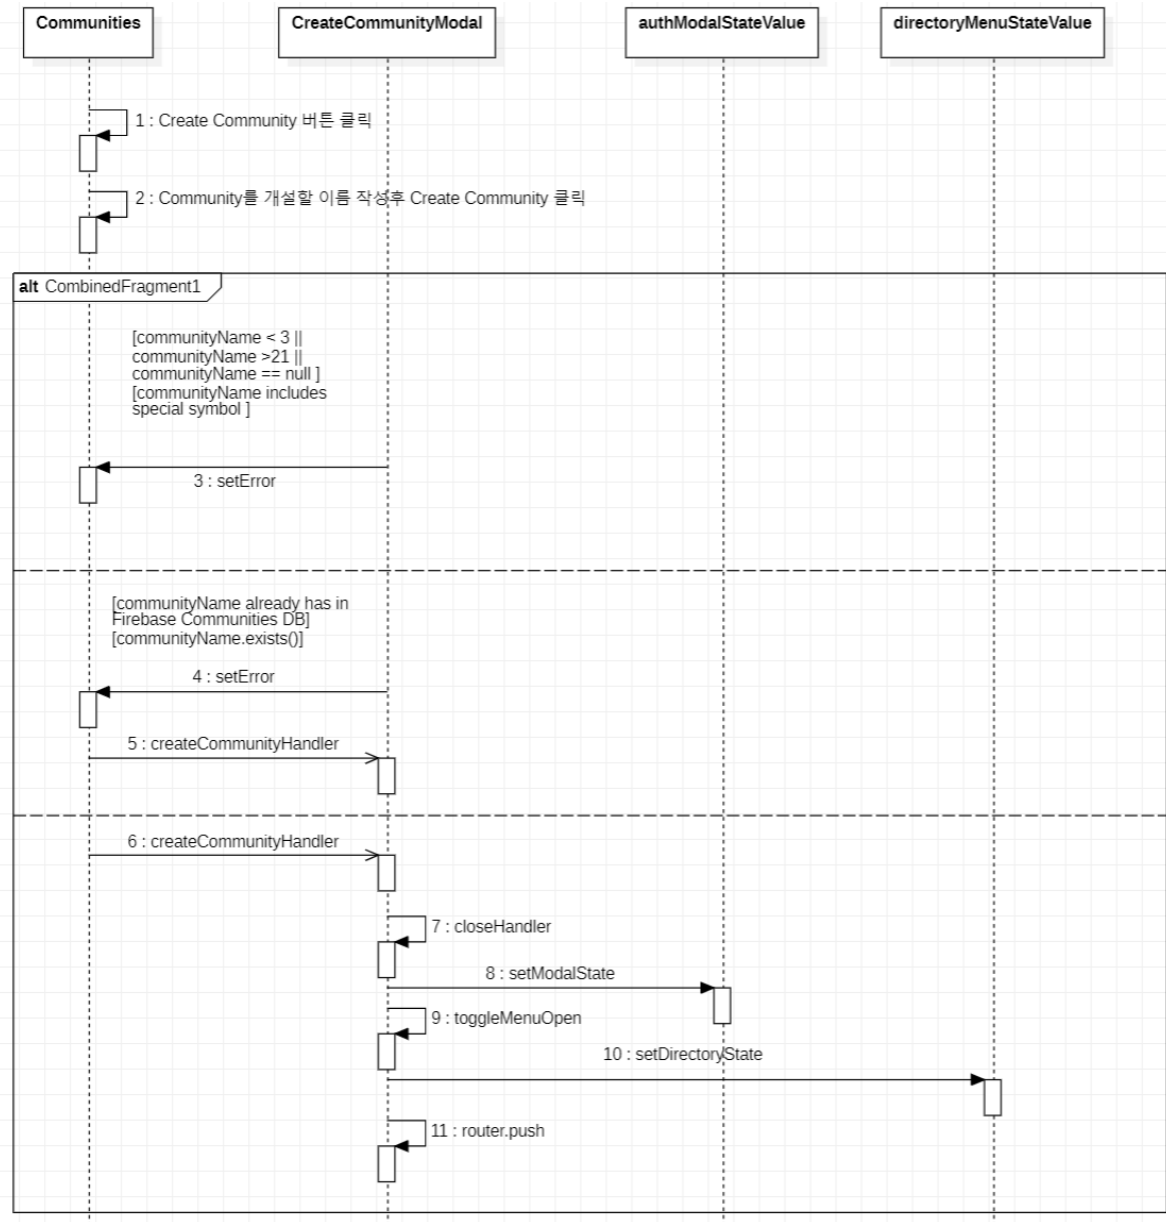 Communities
CreateCommunityModal
authModalStateValue
directoryMenuStateValue
1 : Create Community 버튼 클릭
2 : Community를 개설할 이름 작성후 Create Community 클릭
alt CombinedFragment1
[communityName < 3 ||
communityName >21 ||
communityName == null ]
[communityName includes
special symbol ]
3 : setError
[communityName already has in
Firebase Communities DB]
[communityName.exists()]
4 : setError
5 : createCommunityHandler
6 : createCommunityHandler
7 : closeHandler
8 : setModalState
9 : toggleMenuOpen
10 : setDirectoryState
11 : router.push